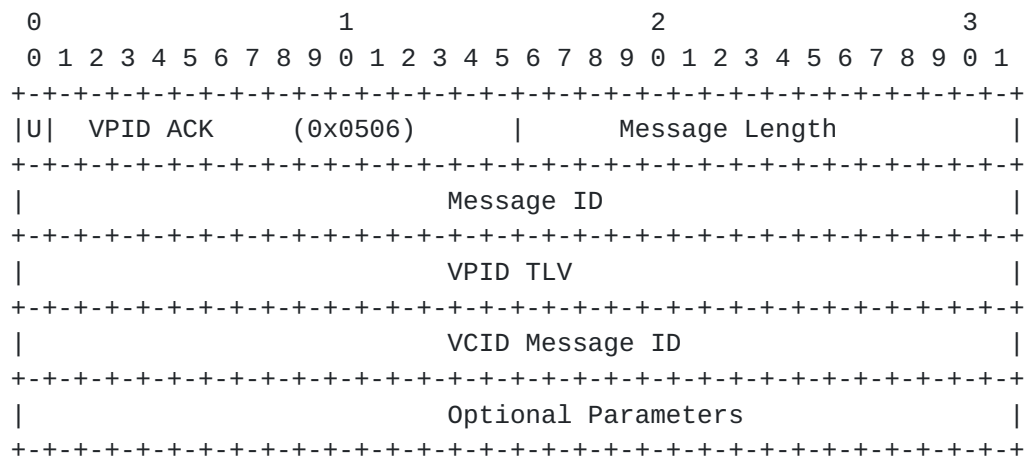 0                   1                   2                   3
 0 1 2 3 4 5 6 7 8 9 0 1 2 3 4 5 6 7 8 9 0 1 2 3 4 5 6 7 8 9 0 1
+-+-+-+-+-+-+-+-+-+-+-+-+-+-+-+-+-+-+-+-+-+-+-+-+-+-+-+-+-+-+-+-+
|U|  VPID ACK     (0x0506)      |      Message Length           |
+-+-+-+-+-+-+-+-+-+-+-+-+-+-+-+-+-+-+-+-+-+-+-+-+-+-+-+-+-+-+-+-+
|                           Message ID                          |
+-+-+-+-+-+-+-+-+-+-+-+-+-+-+-+-+-+-+-+-+-+-+-+-+-+-+-+-+-+-+-+-+
|                           VPID TLV                            |
+-+-+-+-+-+-+-+-+-+-+-+-+-+-+-+-+-+-+-+-+-+-+-+-+-+-+-+-+-+-+-+-+
|                           VCID Message ID                     |
+-+-+-+-+-+-+-+-+-+-+-+-+-+-+-+-+-+-+-+-+-+-+-+-+-+-+-+-+-+-+-+-+
|                           Optional Parameters                 |
+-+-+-+-+-+-+-+-+-+-+-+-+-+-+-+-+-+-+-+-+-+-+-+-+-+-+-+-+-+-+-+-+